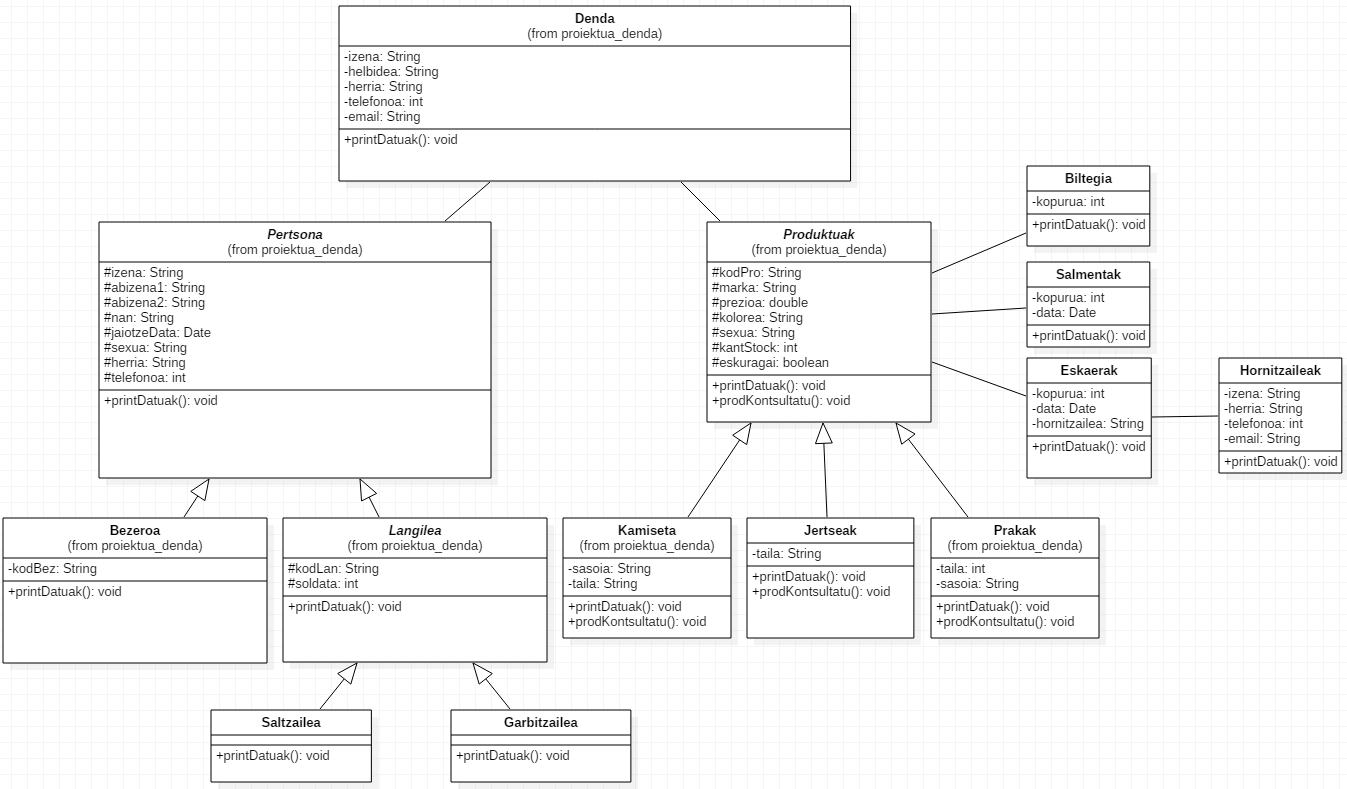 Denda
(from proiektua_denda)
-izena: String
-helbidea: String
-herria: String
-telefonoa: int
-email: String
+printDatuak(): void
Pertsona
(from proiektua_denda)
#izena: String
#abizena1: String
#abizena2: String
#nan: String
#jaiotzeData: Date
#sexua: String
#herria: String
#telefonoa: int
+printDatuak(): void
Produktuak
(from proiektua_denda)
#kodPro: String
#marka: String
#prezioa: double
#kolorea: String
#sexua: String
#kantStock: int
#eskuragai: boolean
+printDatuak(): void
+prodKontsultatu(): void
Biltegia
-kopurua: int
+printDatuak(): void
Salmentak
-kopurua: int
-data: Date
+printDatuak(): void
Eskaerak
-kopurua: int
-data: Date
-hornitzailea: String
+printDatuak(): void
Hornitzaileak
-izena: String
-herria: String
-telefonoa: int
-email: String
+printDatuak(): void
Bezeroa
(from proiektua_denda)
-kodBez: String
+printDatuak(): void
Langilea
(from proiektua_denda)
#kodLan: String
#soldata: int
+printDatuak(): void
Kamiseta
(from proiektua_denda)
-sasoia: String
-taila: String
+printDatuak(): void
+prodKontsultatu(): void
Jertseak
-taila: String
+printDatuak(): void
+prodKontsultatu(): void
Prakak
(from proiektua_denda)
-taila: int
-sasoia: String
+printDatuak(): void
+prodKontsultatu(): void
Saltzailea
+printDatuak(): void
Garbitzailea
+printDatuak(): void